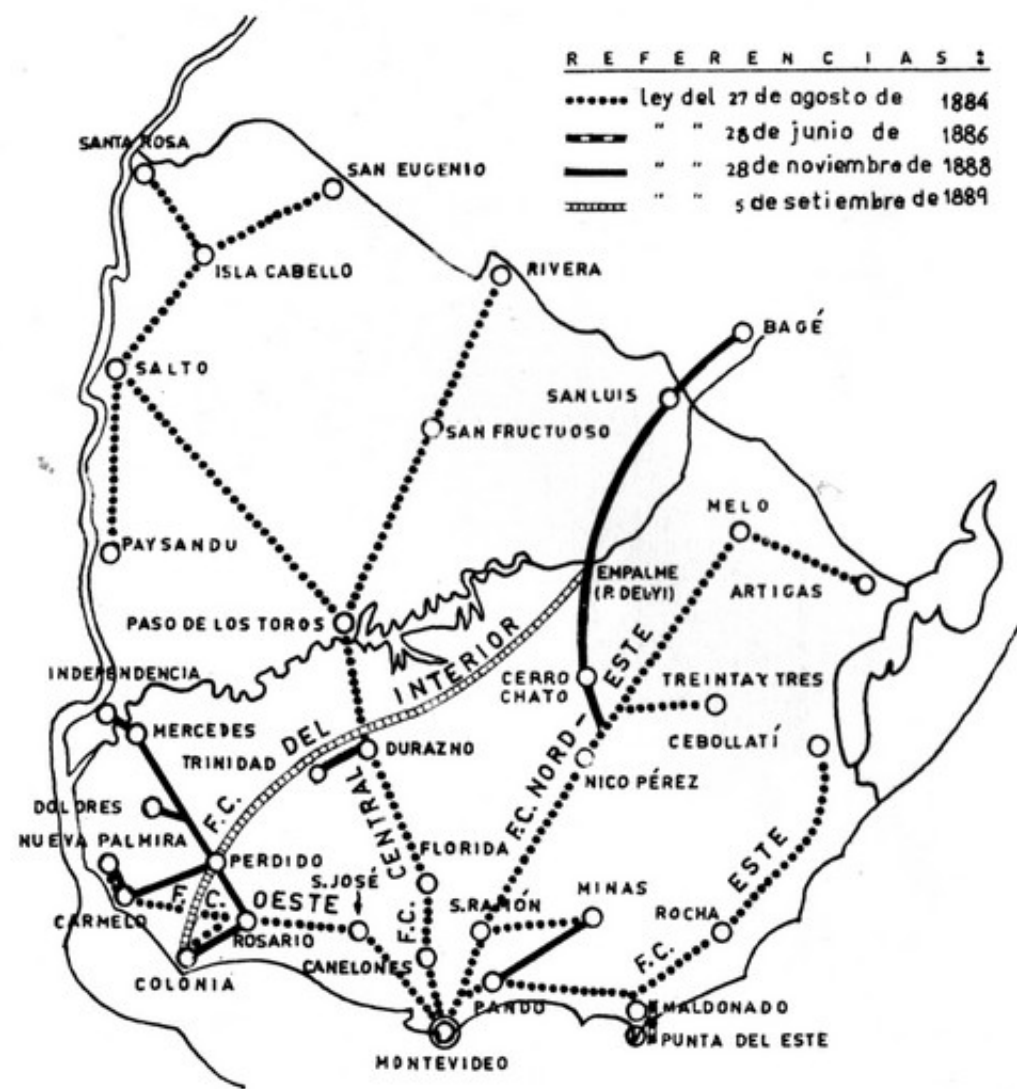 REFERENCIAS:
ley del 27 de agosto de 1884
" " 28 de junio de 1886
" " 28 de noviembre de 1888
" " 5 de setiembre de 1889
SANTA ROSA
SAN EUGENIO
ISLA CABELLO
RIVERA
BAGÉ
SALTO
SAN LUIS
SAN FRUCTUOSO
MELO
PAYSANDU
EMPALME
(P. DEL YI)
ARTIGAS
PASO DE LOS TOROS
INDEPENDENCIA
CERRO
CHATO
TREINTA Y TRES
MERCEDES
TRINIDAD
DURAZNO
CEBOLLATÍ
NICO PÉREZ
F.C. DEL INTERIOR
F.C. CENTRAL
F.C. NORD-ESTE
DOLORES
NUEVA PALMIRA
FLORIDA
PERDIDO
S. JOSÉ
S. RAMÓN
MINAS
F.C. OESTE
F.C. ESTE
CARMELO
ROSARIO
ROCHA
CANELONES
COLONIA
PANDO
MALDONADO
PUNTA DEL ESTE
MONTEVIDEO